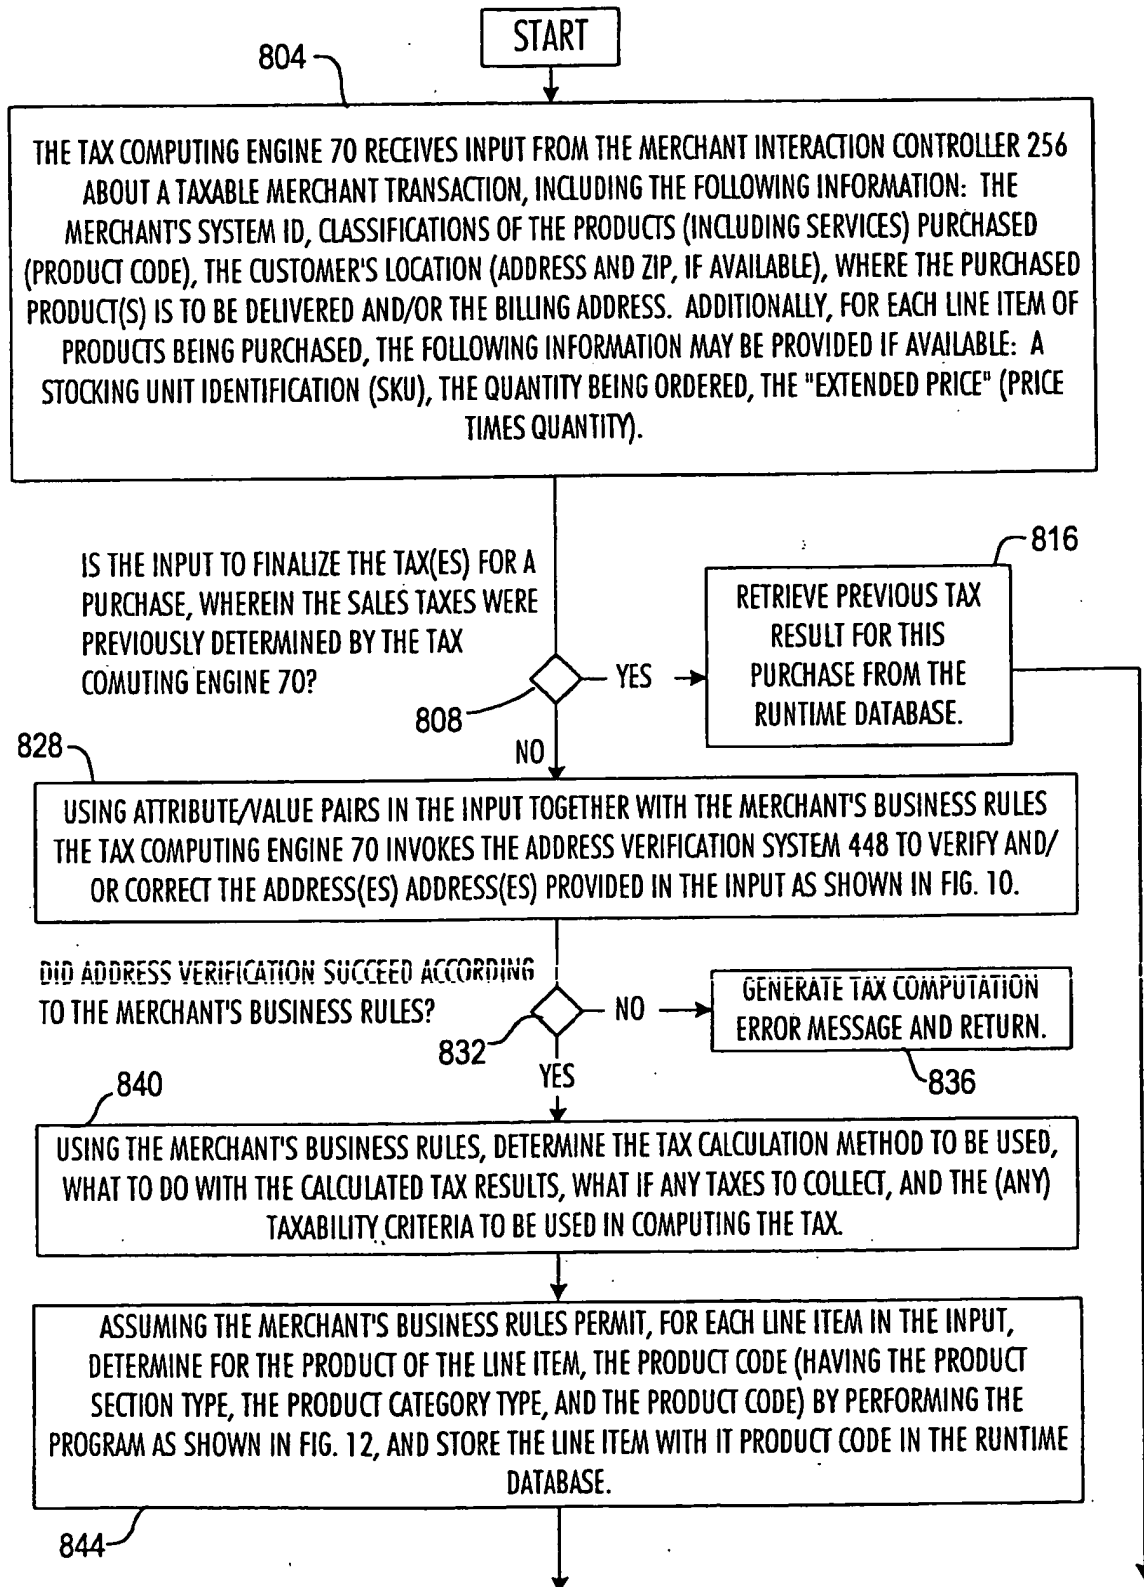 START
804
THE TAX COMPUTING ENGINE 70 RECEIVES INPUT FROM THE MERCHANT INTERACTION CONTROLLER 256
ABOUT A TAXABLE MERCHANT TRANSACTION, INCLUDING THE FOLLOWING INFORMATION: THE
MERCHANT'S SYSTEM ID, CLASSIFICATIONS OF THE PRODUCTS (INCLUDING SERVICES) PURCHASED
(PRODUCT CODE), THE CUSTOMER'S LOCATION (ADDRESS AND ZIP, IF AVAILABLE), WHERE THE PURCHASED
PRODUCT(S) IS TO BE DELIVERED AND/OR THE BILLING ADDRESS. ADDITIONALLY, FOR EACH LINE ITEM OF
PRODUCTS BEING PURCHASED, THE FOLLOWING INFORMATION MAY BE PROVIDED IF AVAILABLE: A
STOCKING UNIT IDENTIFICATION (SKU), THE QUANTITY BEING ORDERED, THE "EXTENDED PRICE" (PRICE
TIMES QUANTITY).
IS THE INPUT TO FINALIZE THE TAX(ES) FOR A
PURCHASE, WHEREIN THE SALES TAXES WERE
PREVIOUSLY DETERMINED BY THE TAX
COMUTING ENGINE 70?
808
YES
816
RETRIEVE PREVIOUS TAX
RESULT FOR THIS
PURCHASE FROM THE
RUNTIME DATABASE.
NO
828
USING ATTRIBUTE/VALUE PAIRS IN THE INPUT TOGETHER WITH THE MERCHANT'S BUSINESS RULES
THE TAX COMPUTING ENGINE 70 INVOKES THE ADDRESS VERIFICATION SYSTEM 448 TO VERIFY AND/
OR CORRECT THE ADDRESS(ES) ADDRESS(ES) PROVIDED IN THE INPUT AS SHOWN IN FIG. 10.
DID ADDRESS VERIFICATION SUCCEED ACCORDING
TO THE MERCHANT'S BUSINESS RULES?
832
NO
GENERATE TAX COMPUTATION
ERROR MESSAGE AND RETURN.
836
YES
840
USING THE MERCHANT'S BUSINESS RULES, DETERMINE THE TAX CALCULATION METHOD TO BE USED,
WHAT TO DO WITH THE CALCULATED TAX RESULTS, WHAT IF ANY TAXES TO COLLECT, AND THE (ANY)
TAXABILITY CRITERIA TO BE USED IN COMPUTING THE TAX.
ASSUMING THE MERCHANT'S BUSINESS RULES PERMIT, FOR EACH LINE ITEM IN THE INPUT,
DETERMINE FOR THE PRODUCT OF THE LINE ITEM, THE PRODUCT CODE (HAVING THE PRODUCT
SECTION TYPE, THE PRODUCT CATEGORY TYPE, AND THE PRODUCT CODE) BY PERFORMING THE
PROGRAM AS SHOWN IN FIG. 12, AND STORE THE LINE ITEM WITH IT PRODUCT CODE IN THE RUNTIME
DATABASE.
844